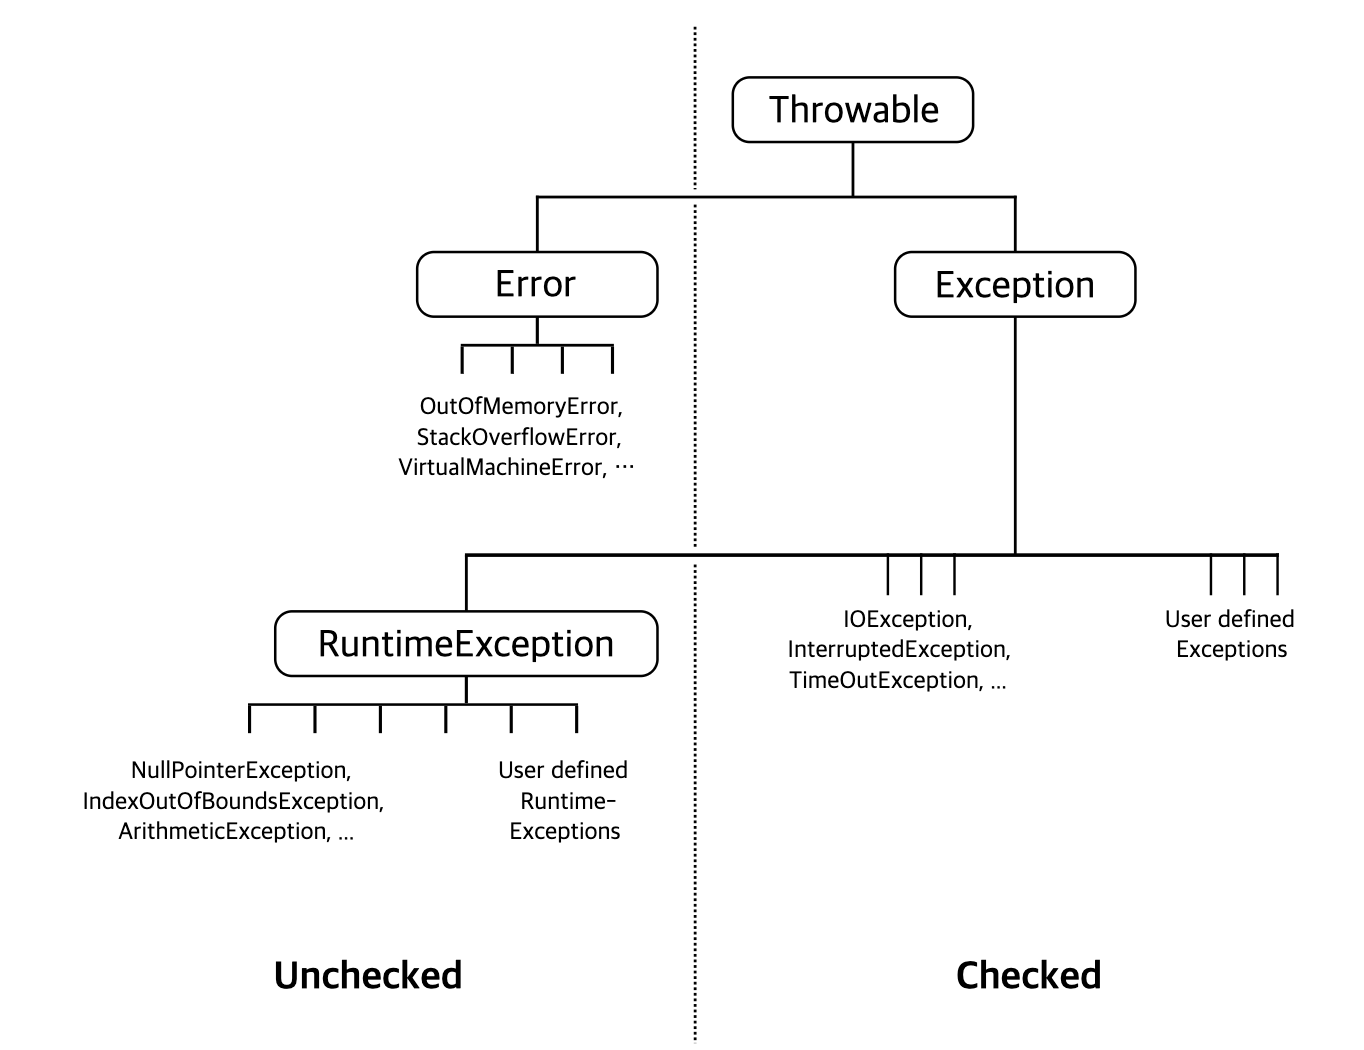 Throwable
Error
Exception
OutOfMemoryError,
StackOverflowError,
VirtualMachineError, ⋯
RuntimeException
IOException,
InterruptedException,
TimeOutException, ...
User defined
Exceptions
NullPointerException,
IndexOutOfBoundsException,
ArithmeticException, ...
User defined
Runtime-
Exceptions
Unchecked
Checked